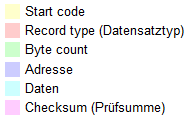 Start code
Record type (Datensatztyp)
Byte count
Adresse
Daten
Checksum (Prüfsumme)